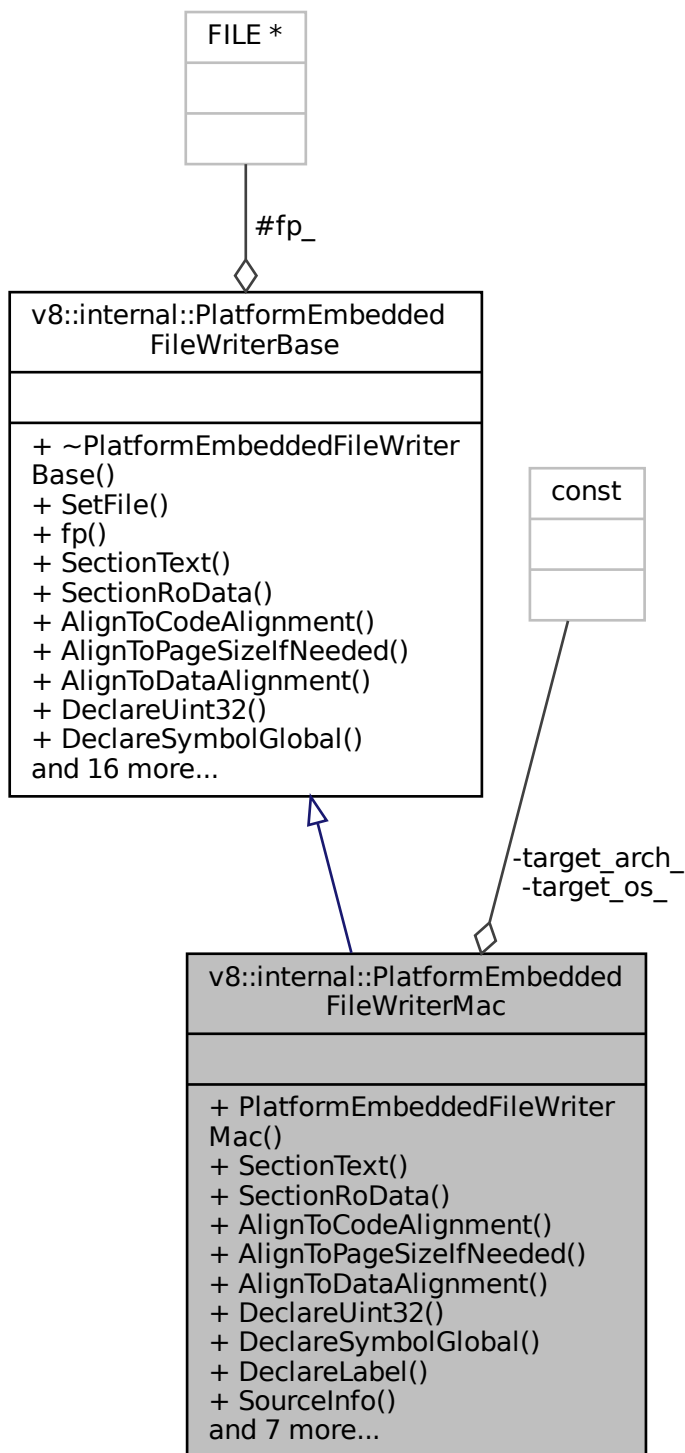 FILE *
#fp_
v8::internal::PlatformEmbedded
FileWriterBase
+ ~PlatformEmbeddedFileWriter
Base()
+ SetFile()
+ fp()
+ SectionText()
+ SectionRoData()
+ AlignToCodeAlignment()
+ AlignToPageSizeIfNeeded()
+ AlignToDataAlignment()
+ DeclareUint32()
+ DeclareSymbolGlobal()
and 16 more...
const
-target_arch_
-target_os_
v8::internal::PlatformEmbedded
FileWriterMac
+ PlatformEmbeddedFileWriter
Mac()
+ SectionText()
+ SectionRoData()
+ AlignToCodeAlignment()
+ AlignToPageSizeIfNeeded()
+ AlignToDataAlignment()
+ DeclareUint32()
+ DeclareSymbolGlobal()
+ DeclareLabel()
+ SourceInfo()
and 7 more...